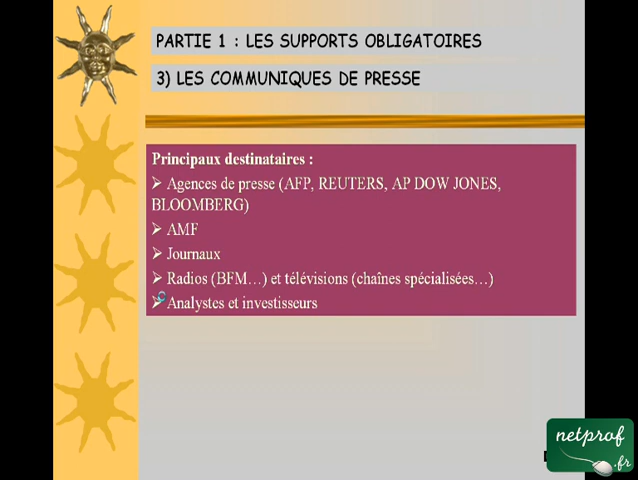 PARTIE 1 : LES SUPPORTS OBLIGATOIRES
3) LES COMMUNIQUES DE PRESSE
Principaux destinataires :
➢ Agences de presse (AFP, REUTERS, AP DOW JONES,
BLOOMBERG)
➢ AMF
➢ Journaux
➢ Radios (BFM…) et télévisions (chaînes spécialisées…)
➢ Analystes et investisseurs
netprof
.fr